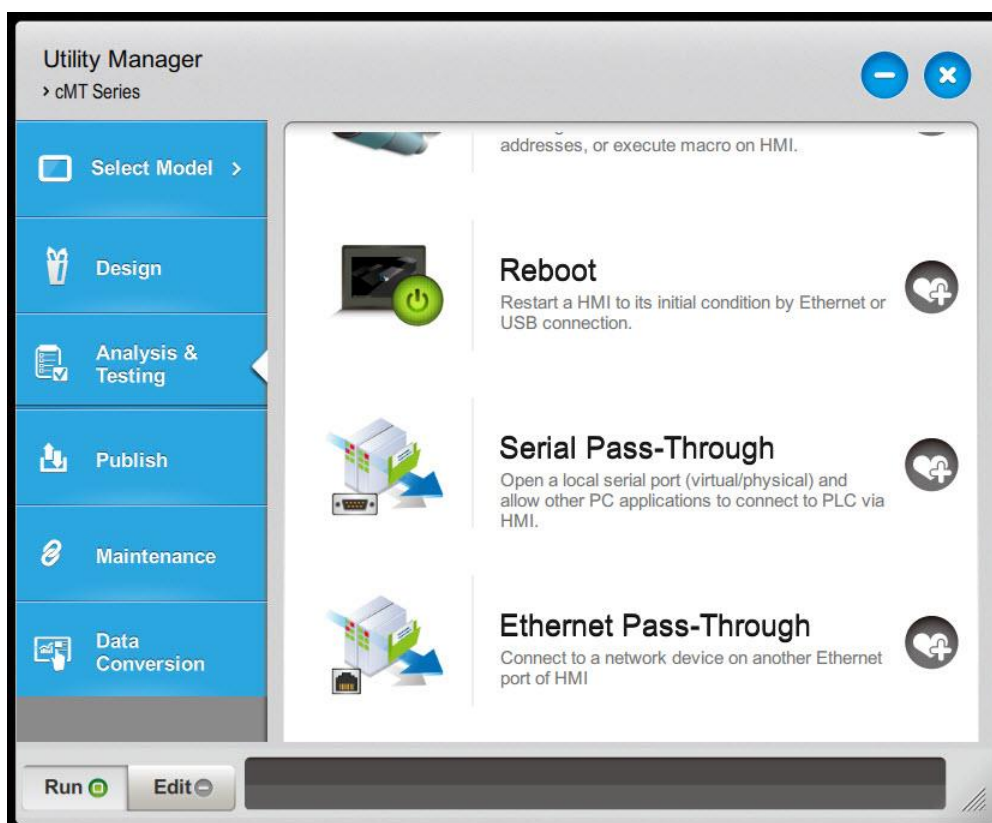 Utility Manager
> cMT Series
Select Model >
Design
Analysis &
Testing
Publish
Maintenance
Data
Conversion
addresses, or execute macro on HMI.
Reboot
Restart a HMI to its initial condition by Ethernet or
USB connection.
Serial Pass-Through
Open a local serial port (virtual/physical) and
allow other PC applications to connect to PLC via
HMI.
Ethernet Pass-Through
Connect to a network device on another Ethernet
port of HMI
Run
Edit